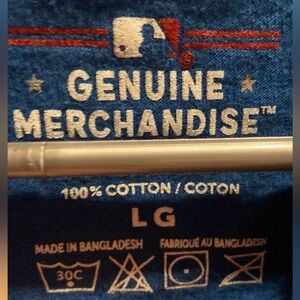 GENUINE
MERCHANDISE™
100% COTTON / COTON
LG
MADE IN BANGLADESH FABRIQUÉ AU BANGLADESH
30C